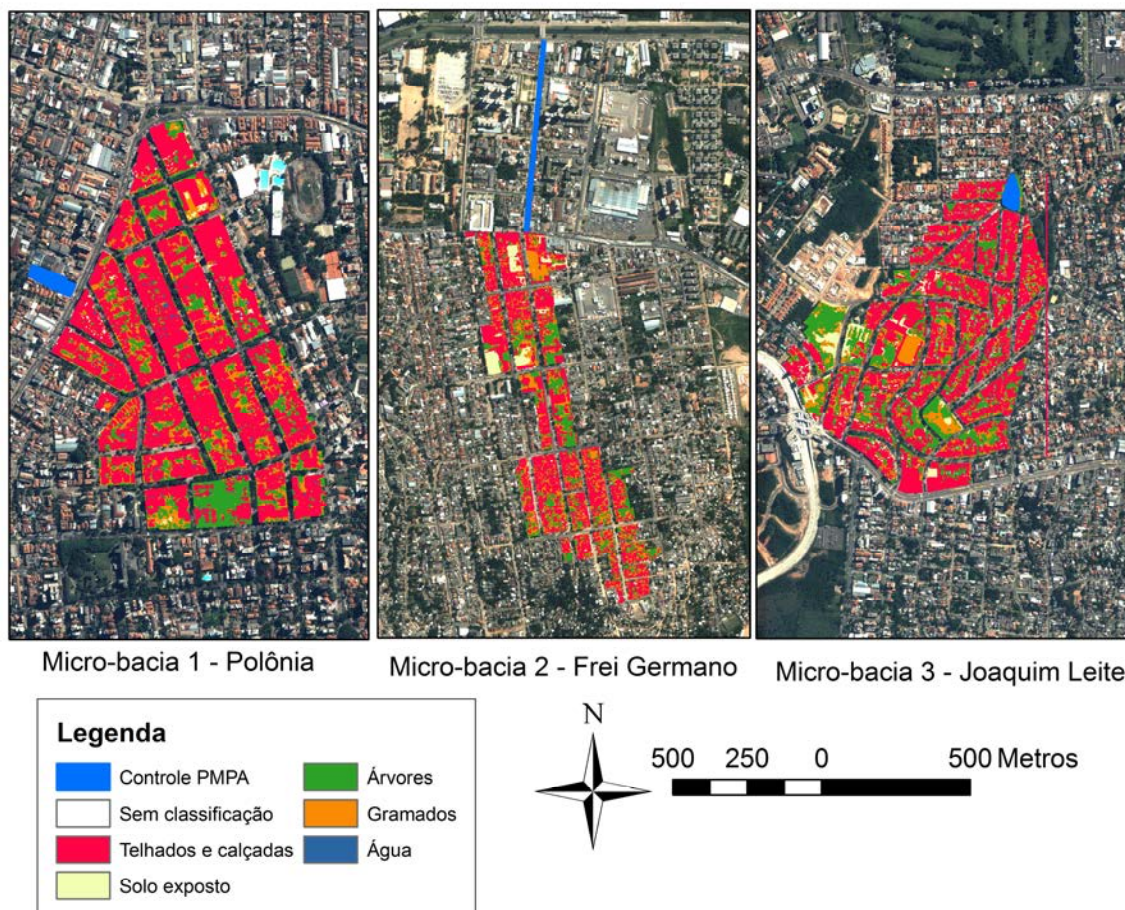 Micro-bacia 1 - Polônia
Micro-bacia 2 - Frei Germano
Micro-bacia 3 - Joaquim Leite
Legenda
Controle PMPA
Sem classificação
Telhados e calçadas
Solo exposto
Árvores
Gramados
Água
N
500 250 0 500 Metros